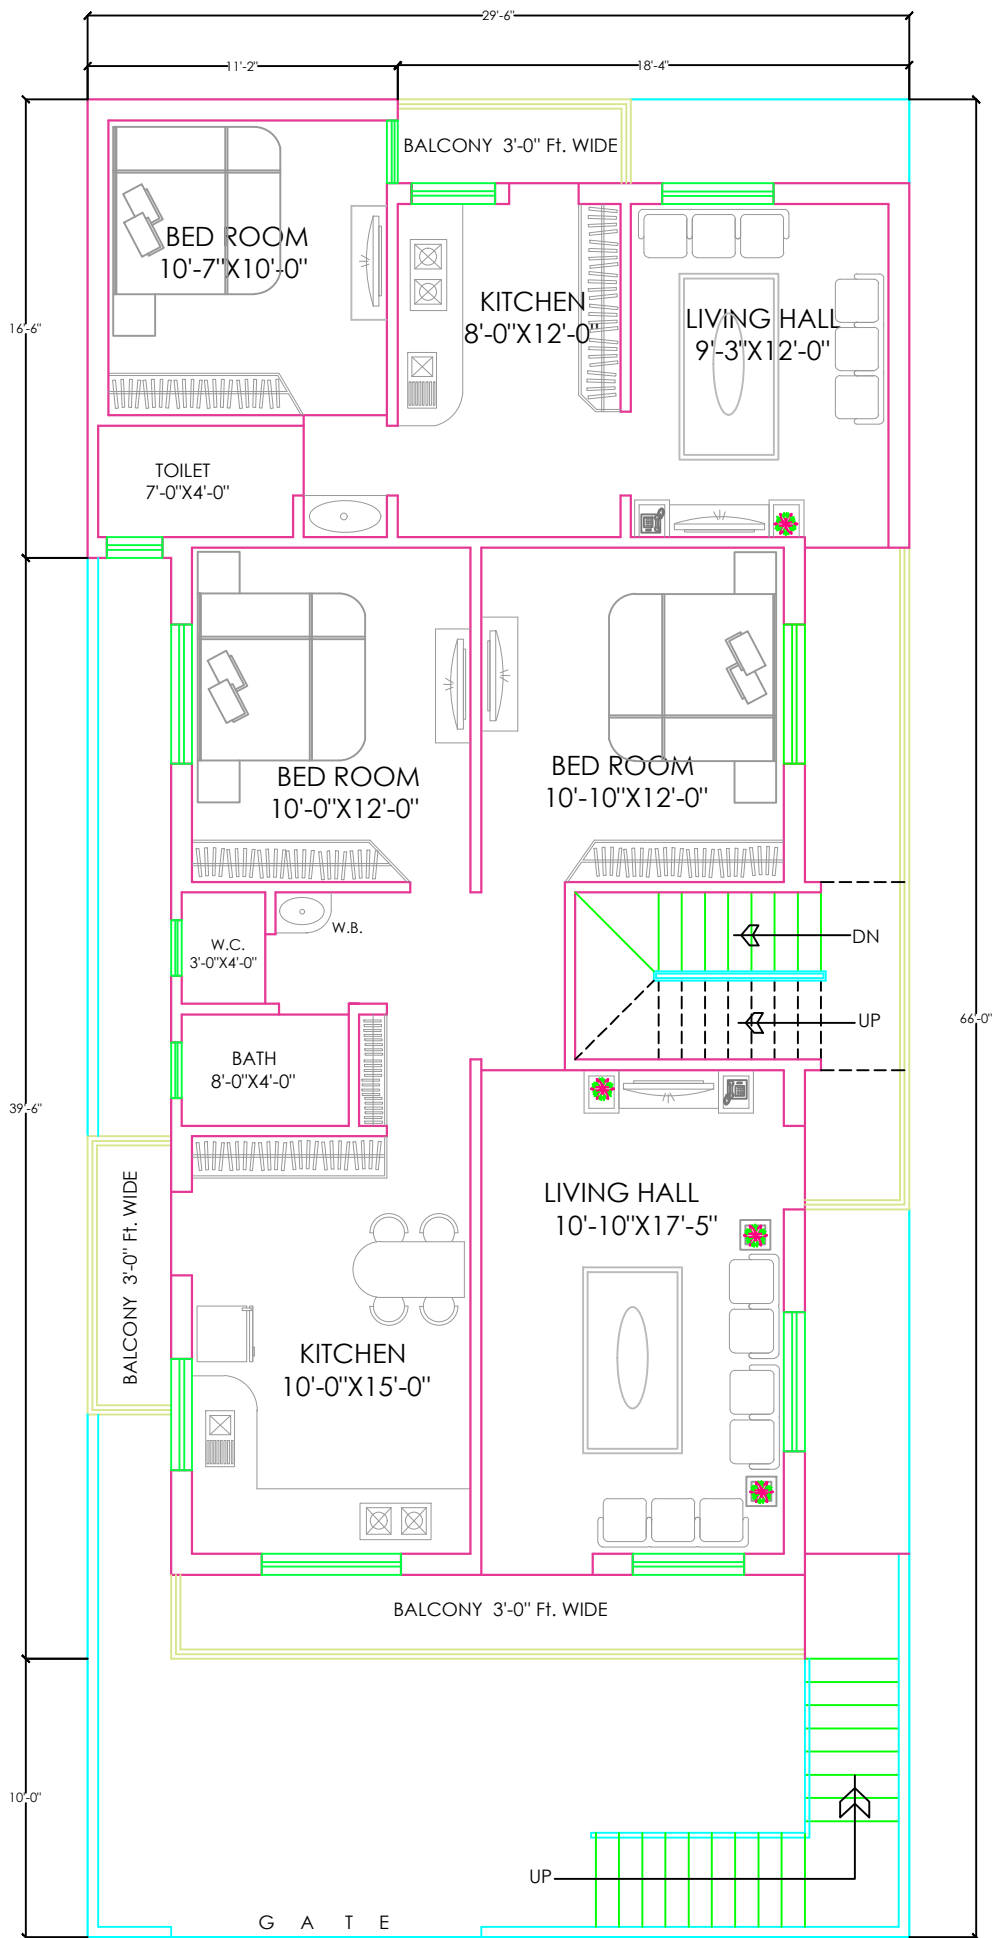 29'-6"
11'-2"
18'-4"
BALCONY 3'-0" Ft. WIDE
BED ROOM
10'-7"X10'-0"
KITCHEN
8'-0"X12'-0"
LIVING HALL
9'-3"X12'-0"
16'-6"
TOILET
7'-0"X4'-0"
BED ROOM
10'-0"X12'-0"
BED ROOM
10'-10"X12'-0"
W.B.
W.C.
3'-0"X4'-0"
DN
UP
66'-0"
BATH
8'-0"X4'-0"
39'-6"
BALCONY 3'-0" Ft. WIDE
LIVING HALL
10'-10"X17'-5"
KITCHEN
10'-0"X15'-0"
BALCONY 3'-0" Ft. WIDE
10'-0"
UP
G A T E